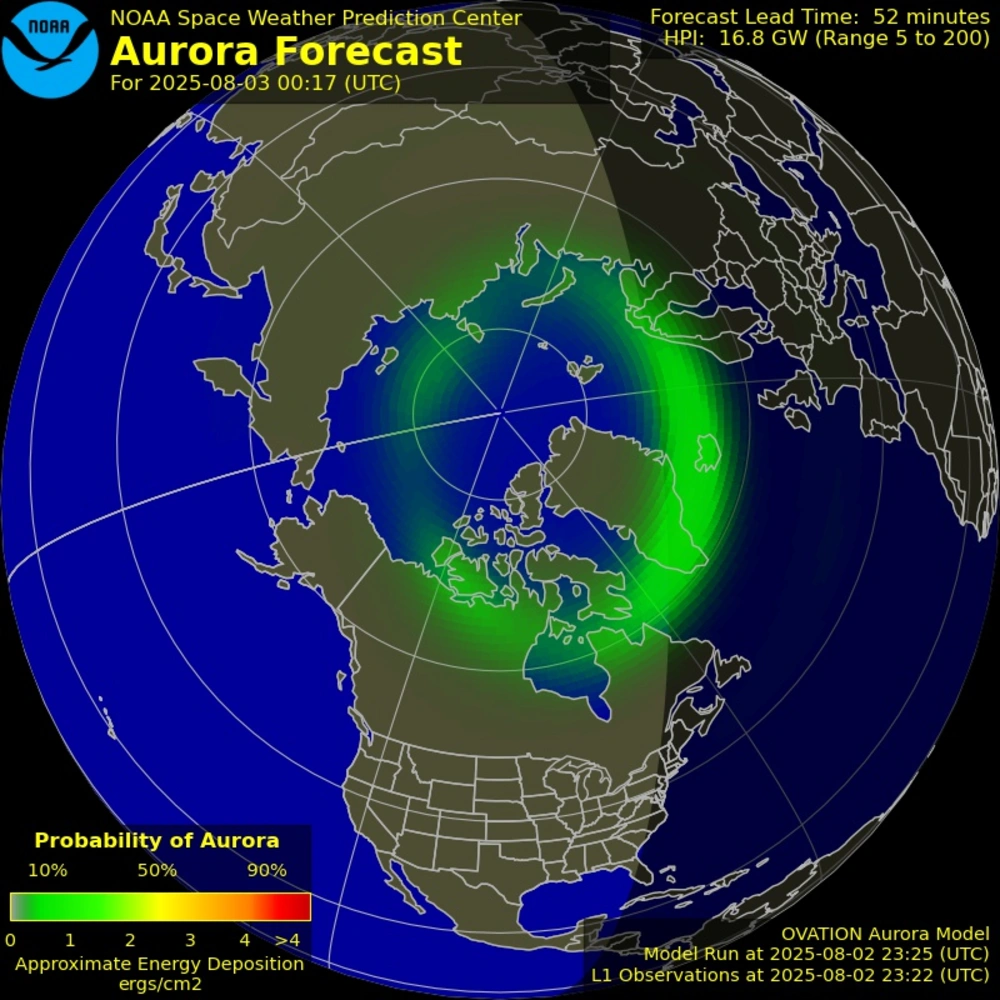 NOAA
NOAA Space Weather Prediction Center
Aurora Forecast
For 2025-08-03 00:17 (UTC)
Forecast Lead Time: 52 minutes
HPI: 16.8 GW (Range 5 to 200)
Probability of Aurora
10% 50% 90%
0 1 2 3 4 >4
Approximate Energy Deposition
ergs/cm2
OVATION Aurora Model
Model Run at 2025-08-02 23:25 (UTC)
L1 Observations at 2025-08-02 23:22 (UTC)